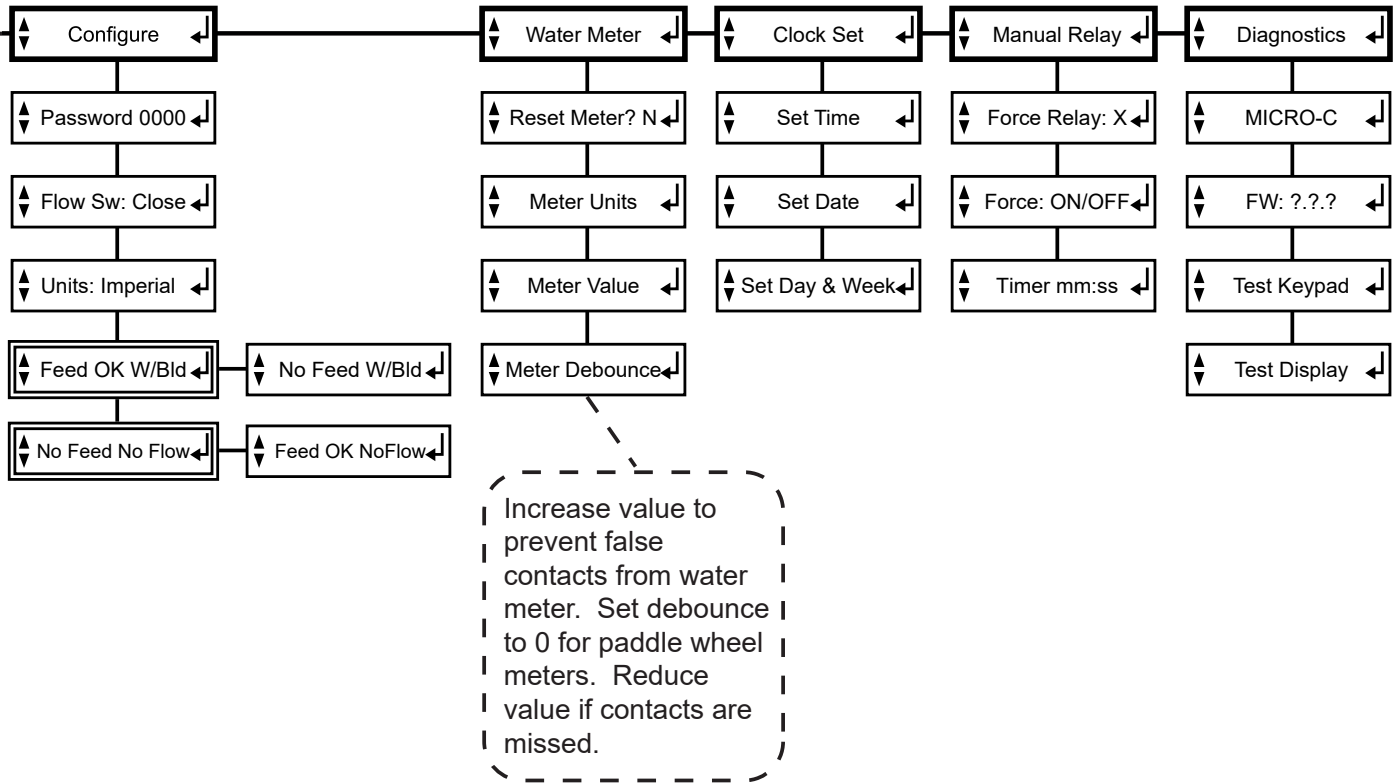 Configure
Water Meter
Clock Set
Manual Relay
Diagnostics
Password 0000
Reset Meter? N
Set Time
Force Relay: X
MICRO-C
Flow Sw: Close
Meter Units
Set Date
Force: ON/OFF
FW: ?.?.?
Units: Imperial
Meter Value
Set Day & Week
Timer mm:ss
Test Keypad
Feed OK W/Bld
No Feed W/Bld
Meter Debounce
Test Display
No Feed No Flow
Feed OK NoFlow
Increase value to
prevent false
contacts from water
meter.  Set debounce
to 0 for paddle wheel
meters.  Reduce
value if contacts are
missed.